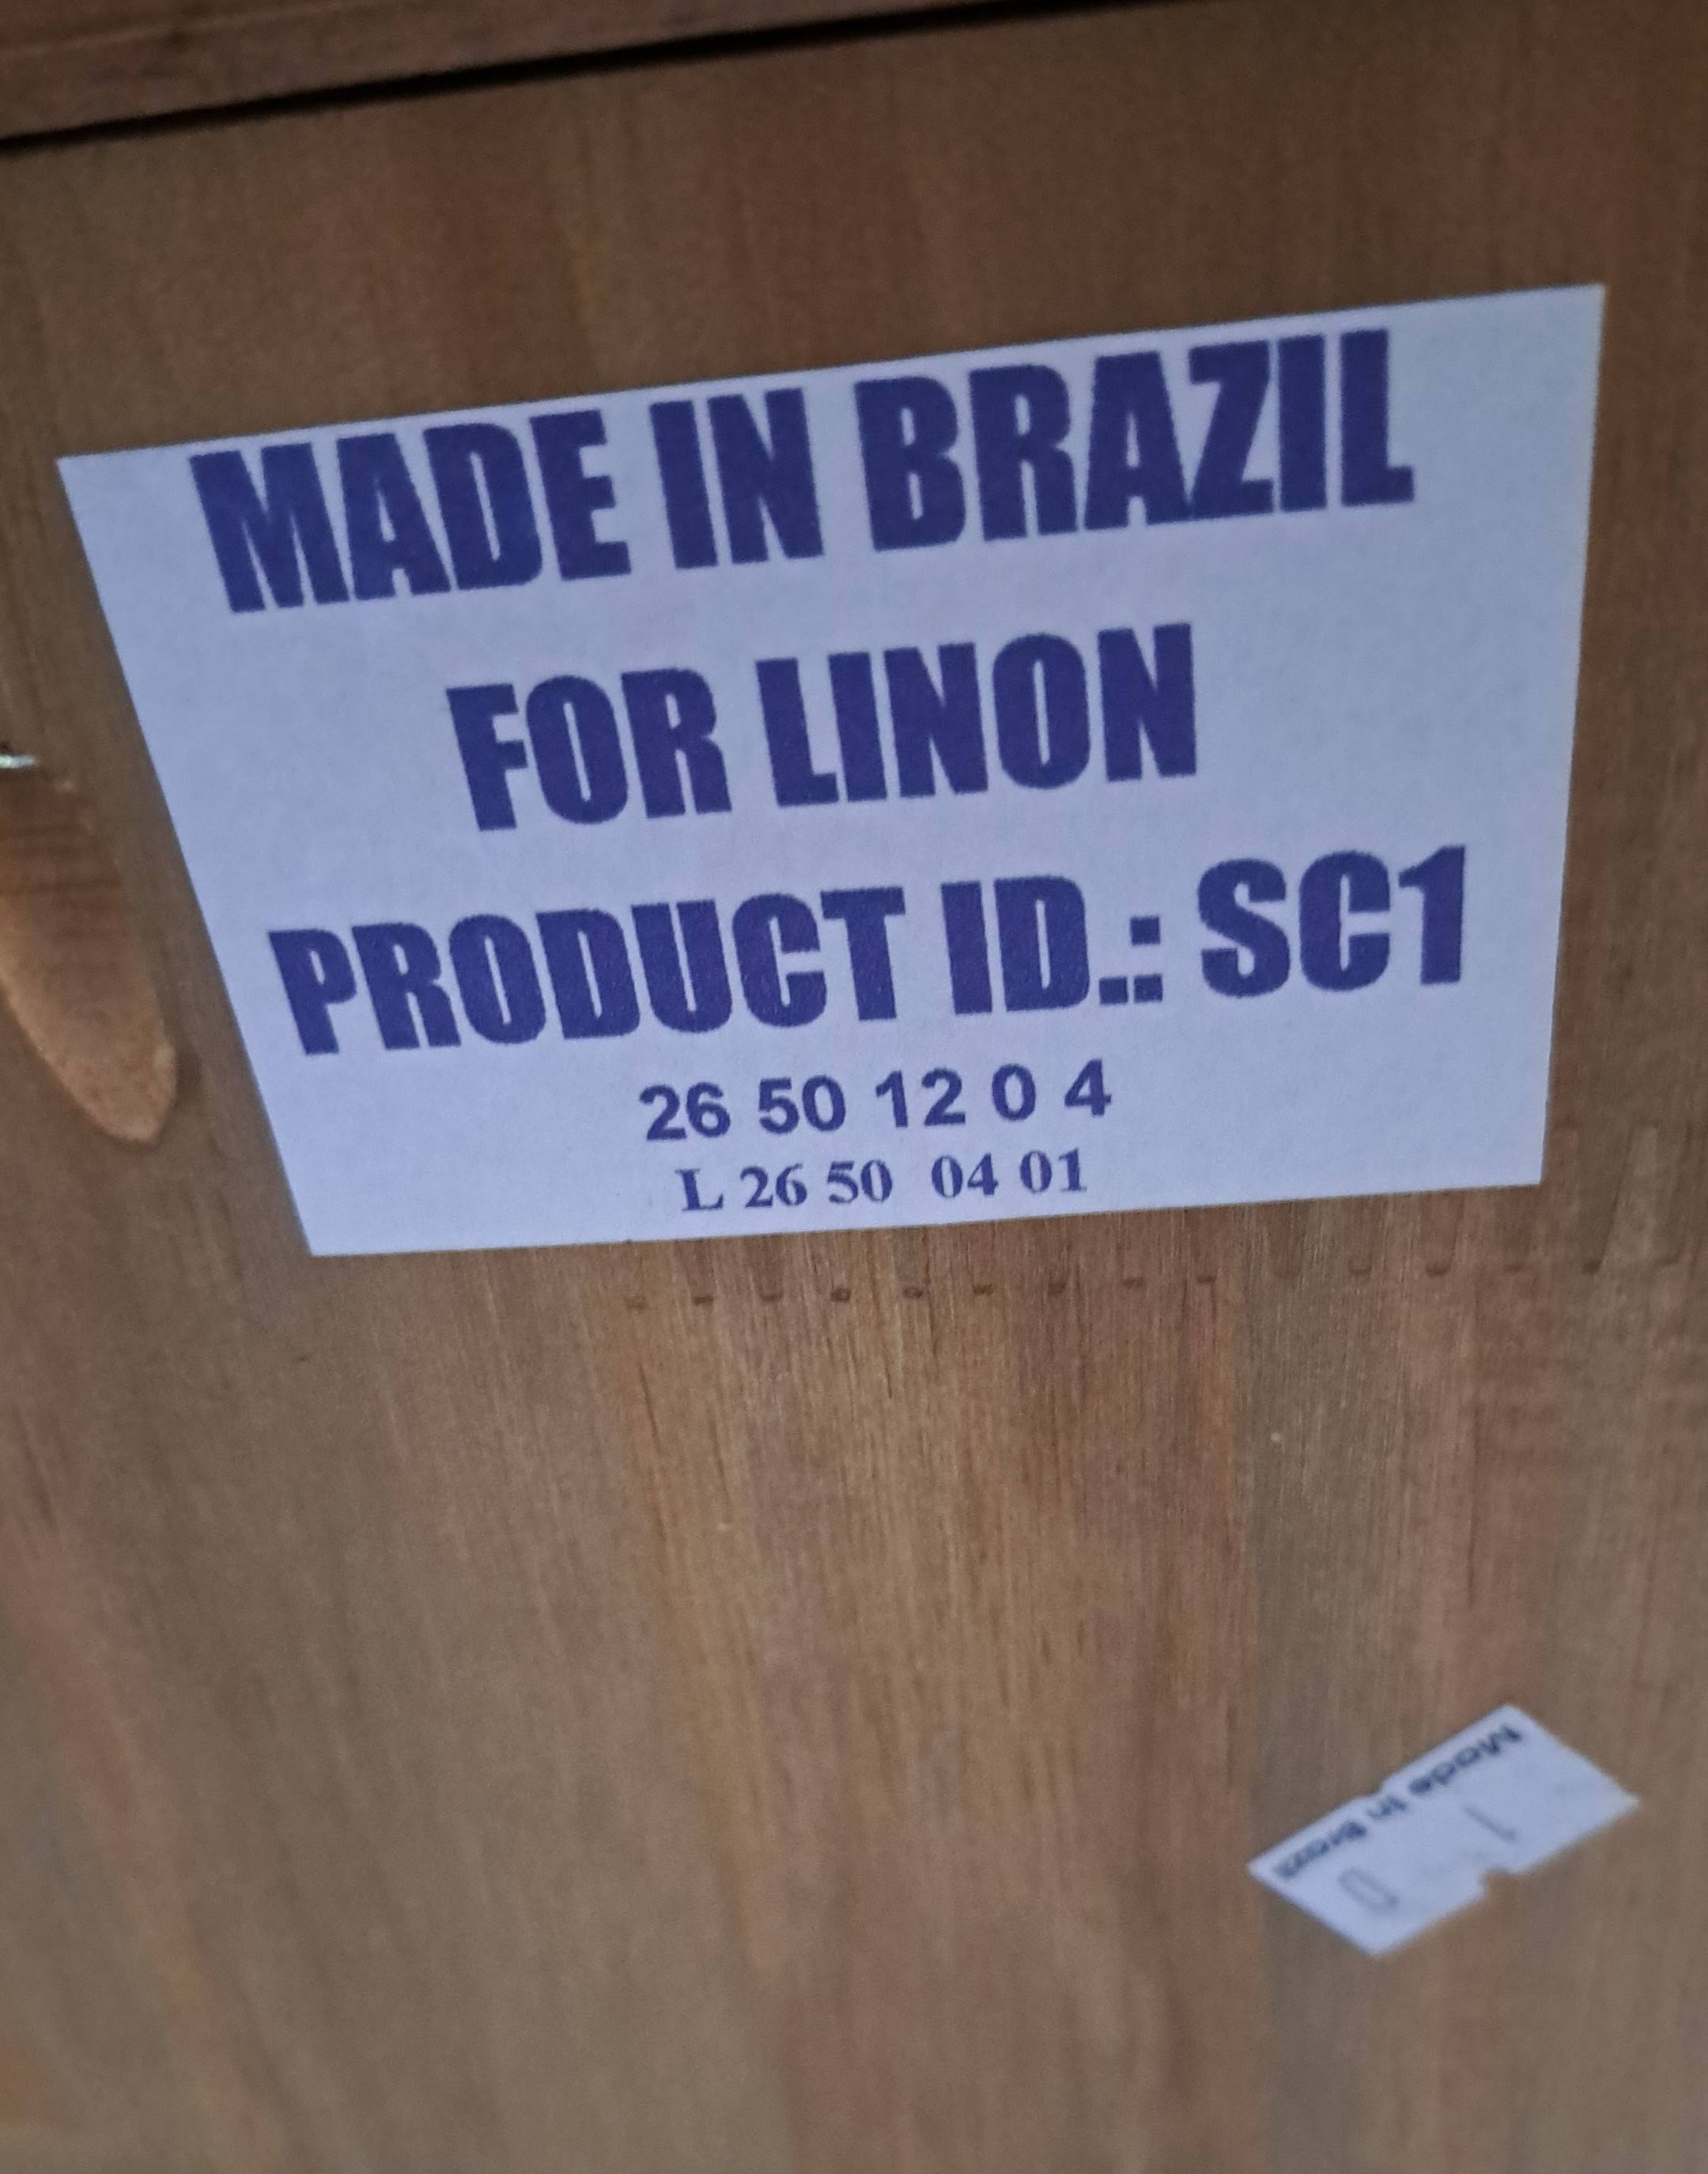 MADE IN BRAZIL
FOR LINON
PRODUCT ID.: SC1
26 50 12 0 4
L 26 50 04 01
Made in Brazil